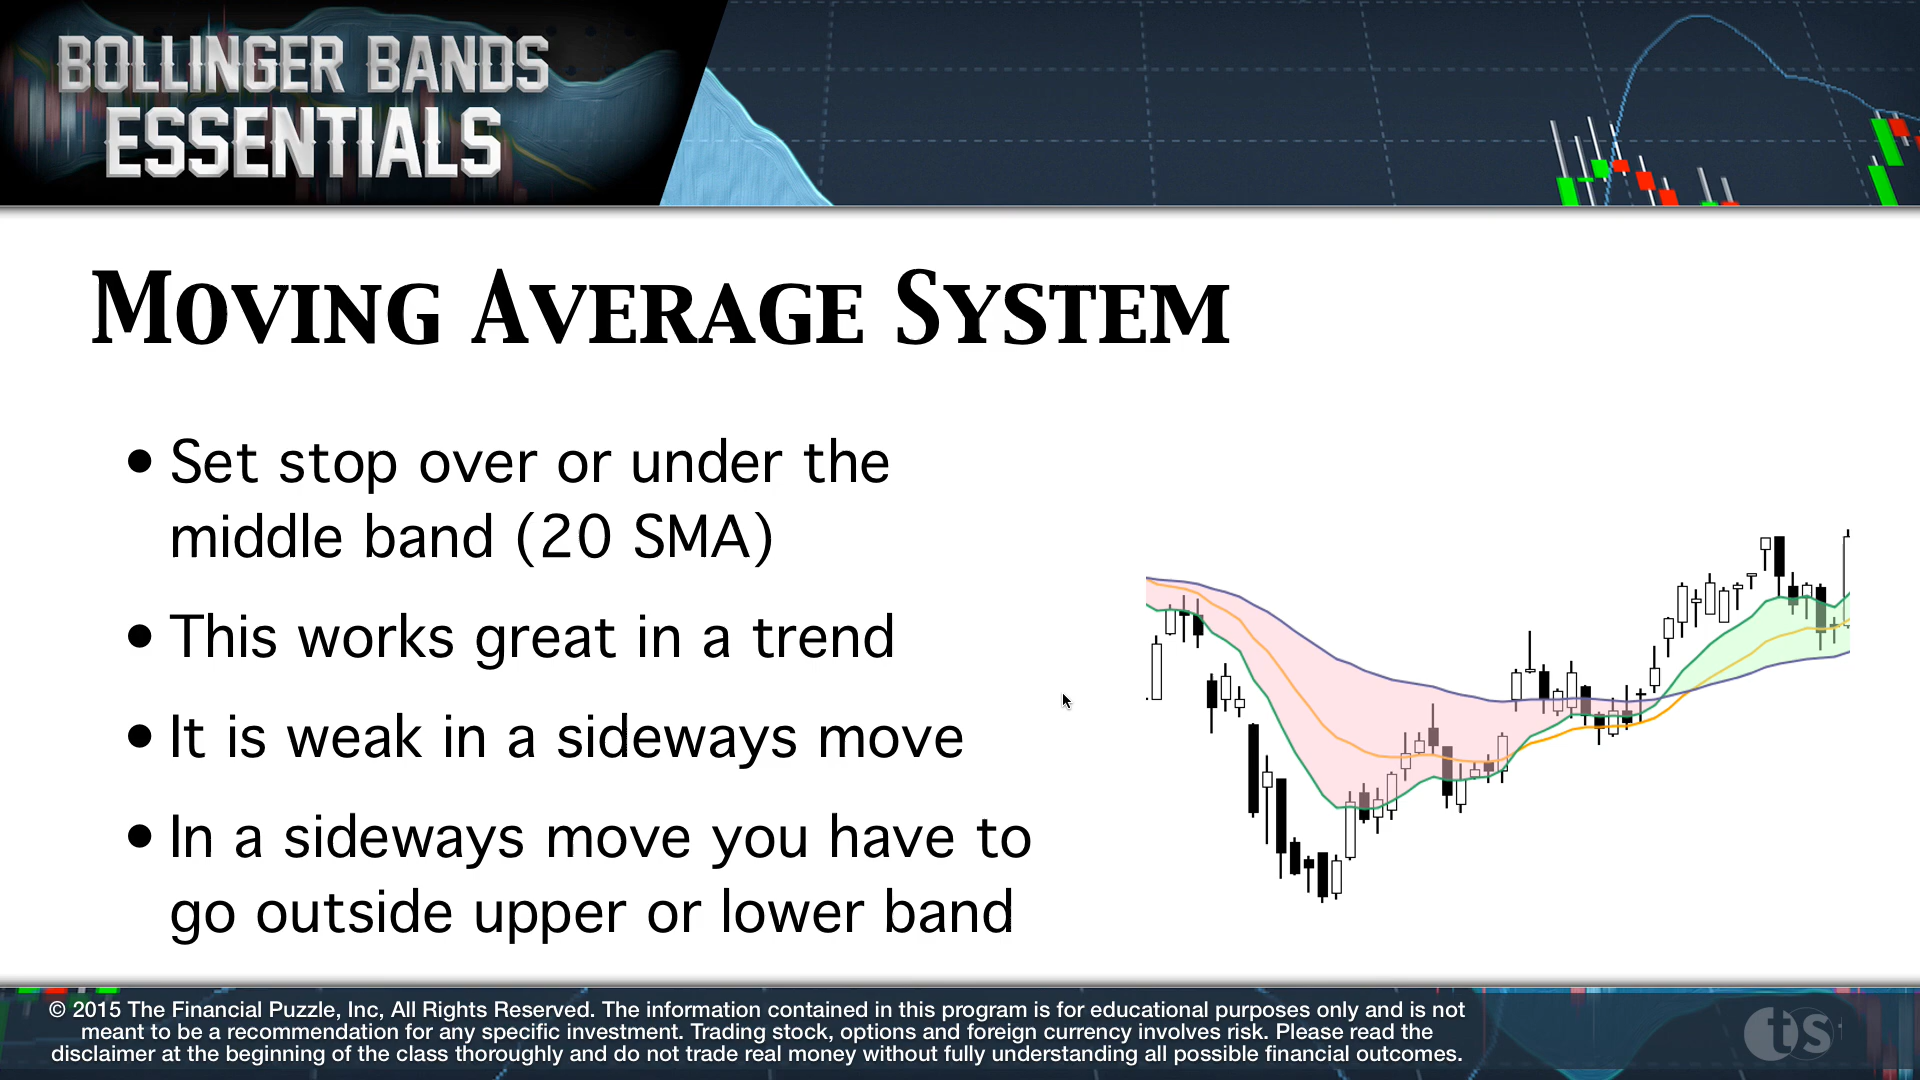 BOLLINGER BANDS
ESSENTIALS
MOVING AVERAGE SYSTEM
• Set stop over or under the
middle band (20 SMA)
• This works great in a trend
• It is weak in a sideways move
• In a sideways move you have to
go outside upper or lower band
© 2015 The Financial Puzzle, Inc, All Rights Reserved. The information contained in this program is for educational purposes only and is not
meant to be a recommendation for any specific investment. Trading stock, options and foreign currency involves risk. Please read the
disclaimer at the beginning of the class thoroughly and do not trade real money without fully understanding all possible financial outcomes.
ts